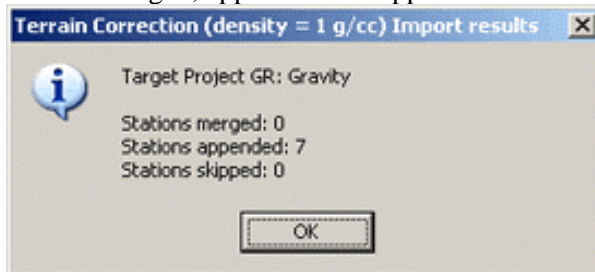 Terrain Correction (density = 1 g/cc) Import results
Target Project GR: Gravity
Stations merged: 0
Stations appended: 7
Stations skipped: 0
OK